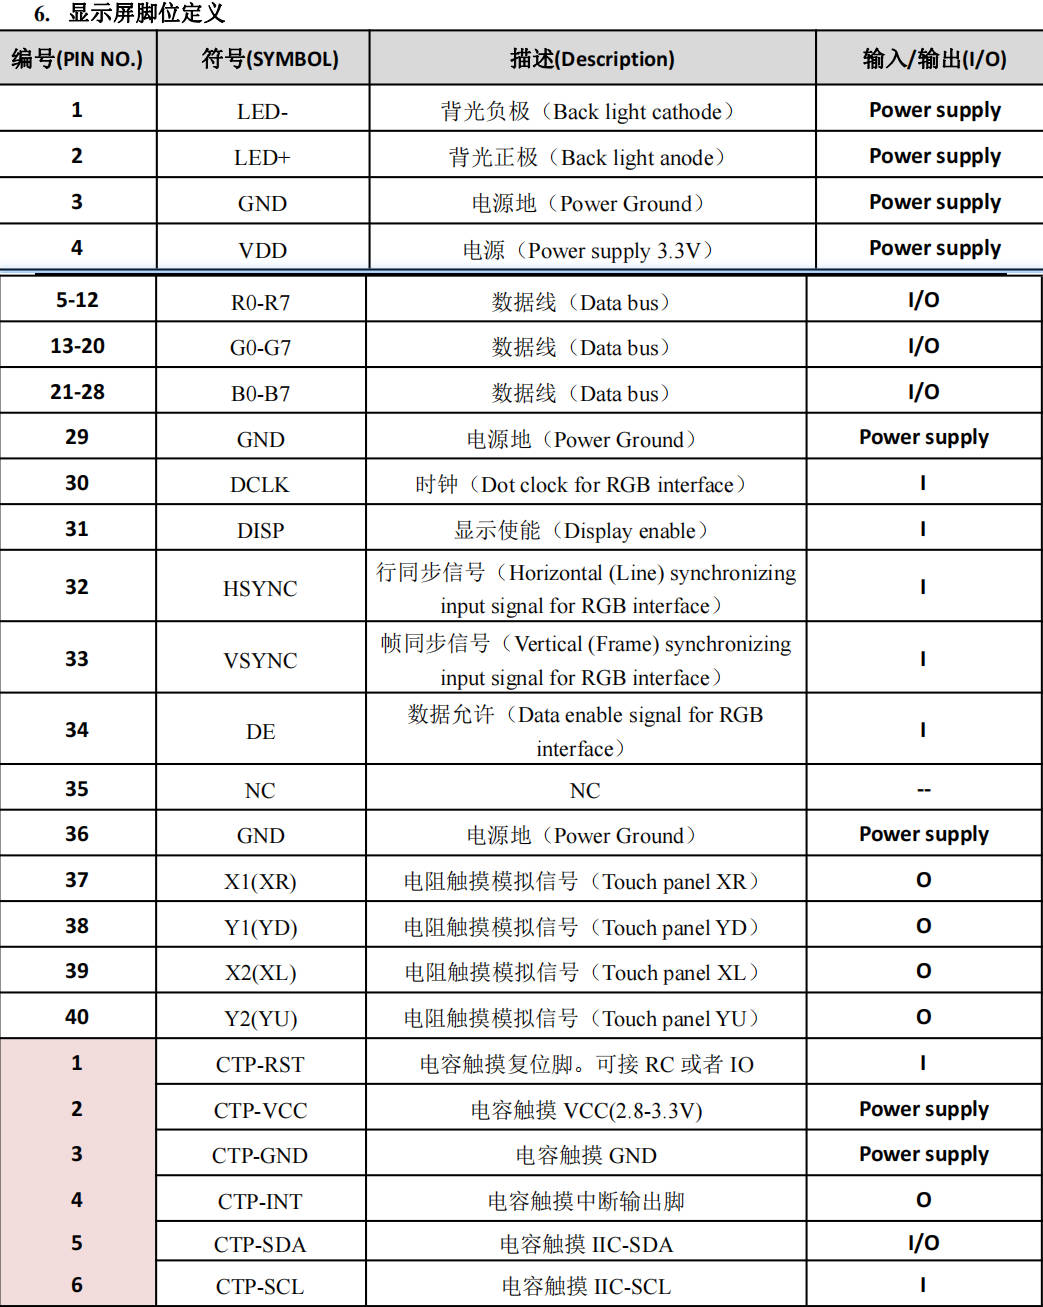 6. 显示屏脚位定义
编号(PIN NO.) 符号(SYMBOL) 描述(Description) 输入/输出(I/O)
1 LED- 背光负极（Back light cathode） Power supply
2 LED+ 背光正极（Back light anode） Power supply
3 GND 电源地（Power Ground） Power supply
4 VDD 电源（Power supply 3.3V） Power supply
5-12 R0-R7 数据线（Data bus） I/O
13-20 G0-G7 数据线（Data bus） I/O
21-28 B0-B7 数据线（Data bus） I/O
29 GND 电源地（Power Ground） Power supply
30 DCLK 时钟（Dot clock for RGB interface） I
31 DISP 显示使能（Display enable） I
32 HSYNC 行同步信号（Horizontal (Line) synchronizing I
input signal for RGB interface）
33 VSYNC 帧同步信号（Vertical (Frame) synchronizing I
input signal for RGB interface）
34 DE 数据允许（Data enable signal for RGB I
interface）
35 NC NC --
36 GND 电源地（Power Ground） Power supply
37 X1(XR) 电阻触摸模拟信号（Touch panel XR） O
38 Y1(YD) 电阻触摸模拟信号（Touch panel YD） O
39 X2(XL) 电阻触摸模拟信号（Touch panel XL） O
40 Y2(YU) 电阻触摸模拟信号（Touch panel YU） O
1 CTP-RST 电容触摸复位脚。可接 RC 或者 IO I
2 CTP-VCC 电容触摸 VCC(2.8-3.3V) Power supply
3 CTP-GND 电容触摸 GND Power supply
4 CTP-INT 电容触摸中断输出脚 O
5 CTP-SDA 电容触摸 IIC-SDA I/O
6 CTP-SCL 电容触摸 IIC-SCL I